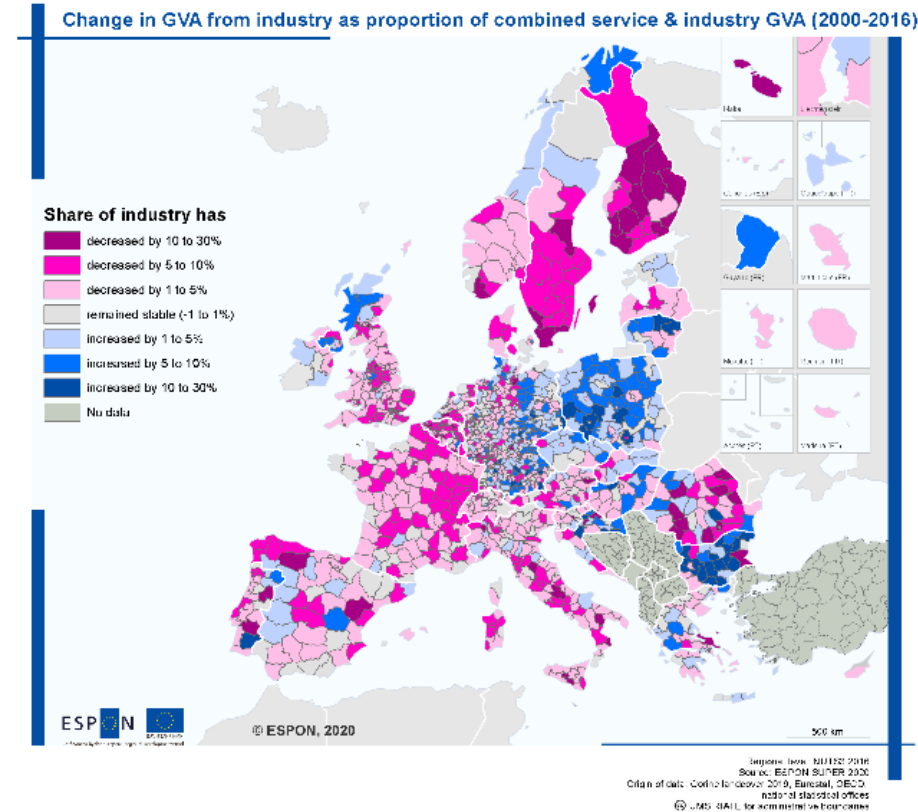 Change in GVA from industry as proportion of combined service & industry GVA (2000-2016)
Malta
Guyane (FR)
Share of industry has
decreased by 10 to 30%
decreased by 5 to 10%
decreased by 1 to 5%
remained stable (-1 to 1%)
increased by 1 to 5%
increased by 5 to 10%
increased by 10 to 30%
No data
ESPON
© ESPON, 2020
500 km
Regional level: NUTS3 2016
Source: ESPON SUPER 2020
Origin of data: Corine landcover 2019, Eurostat, OECD,
national statistical offices
UMS RIATE for administrative boundaries